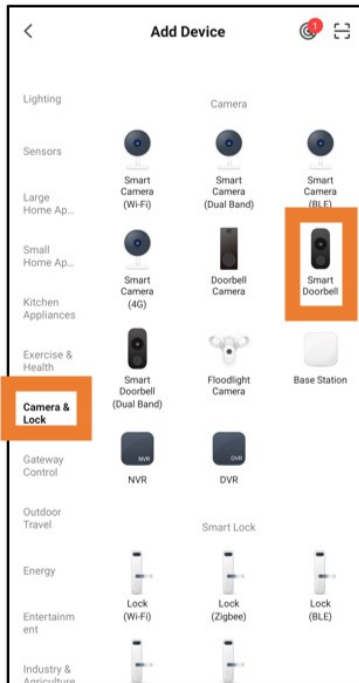 Add Device
1
Lighting
Sensors
Large
Home Ap...
Small
Home Ap...
Kitchen
Appliances
Exercise &
Health
Camera &
Lock
Gateway
Control
Outdoor
Travel
Energy
Entertainm
ent
Industry &
Agriculture
Camera
Smart
Camera
(Wi-Fi)
Smart
Camera
(Dual Band)
Smart
Camera
(BLE)
Smart
Camera
(4G)
Doorbell
Camera
Smart
Doorbell
Smart
Doorbell
(Dual Band)
Floodlight
Camera
Base Station
NVR
NVR
DVR
DVR
Smart Lock
Lock
(Wi-Fi)
Lock
(Zigbee)
Lock
(BLE)